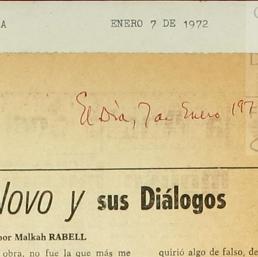 A ENERO 7 DE 1972
El Día, 7 de Enero 197
Novo y sus Diálogos
por Malkah RABELL
obra, no fue la que más me quirió algo de falso, de